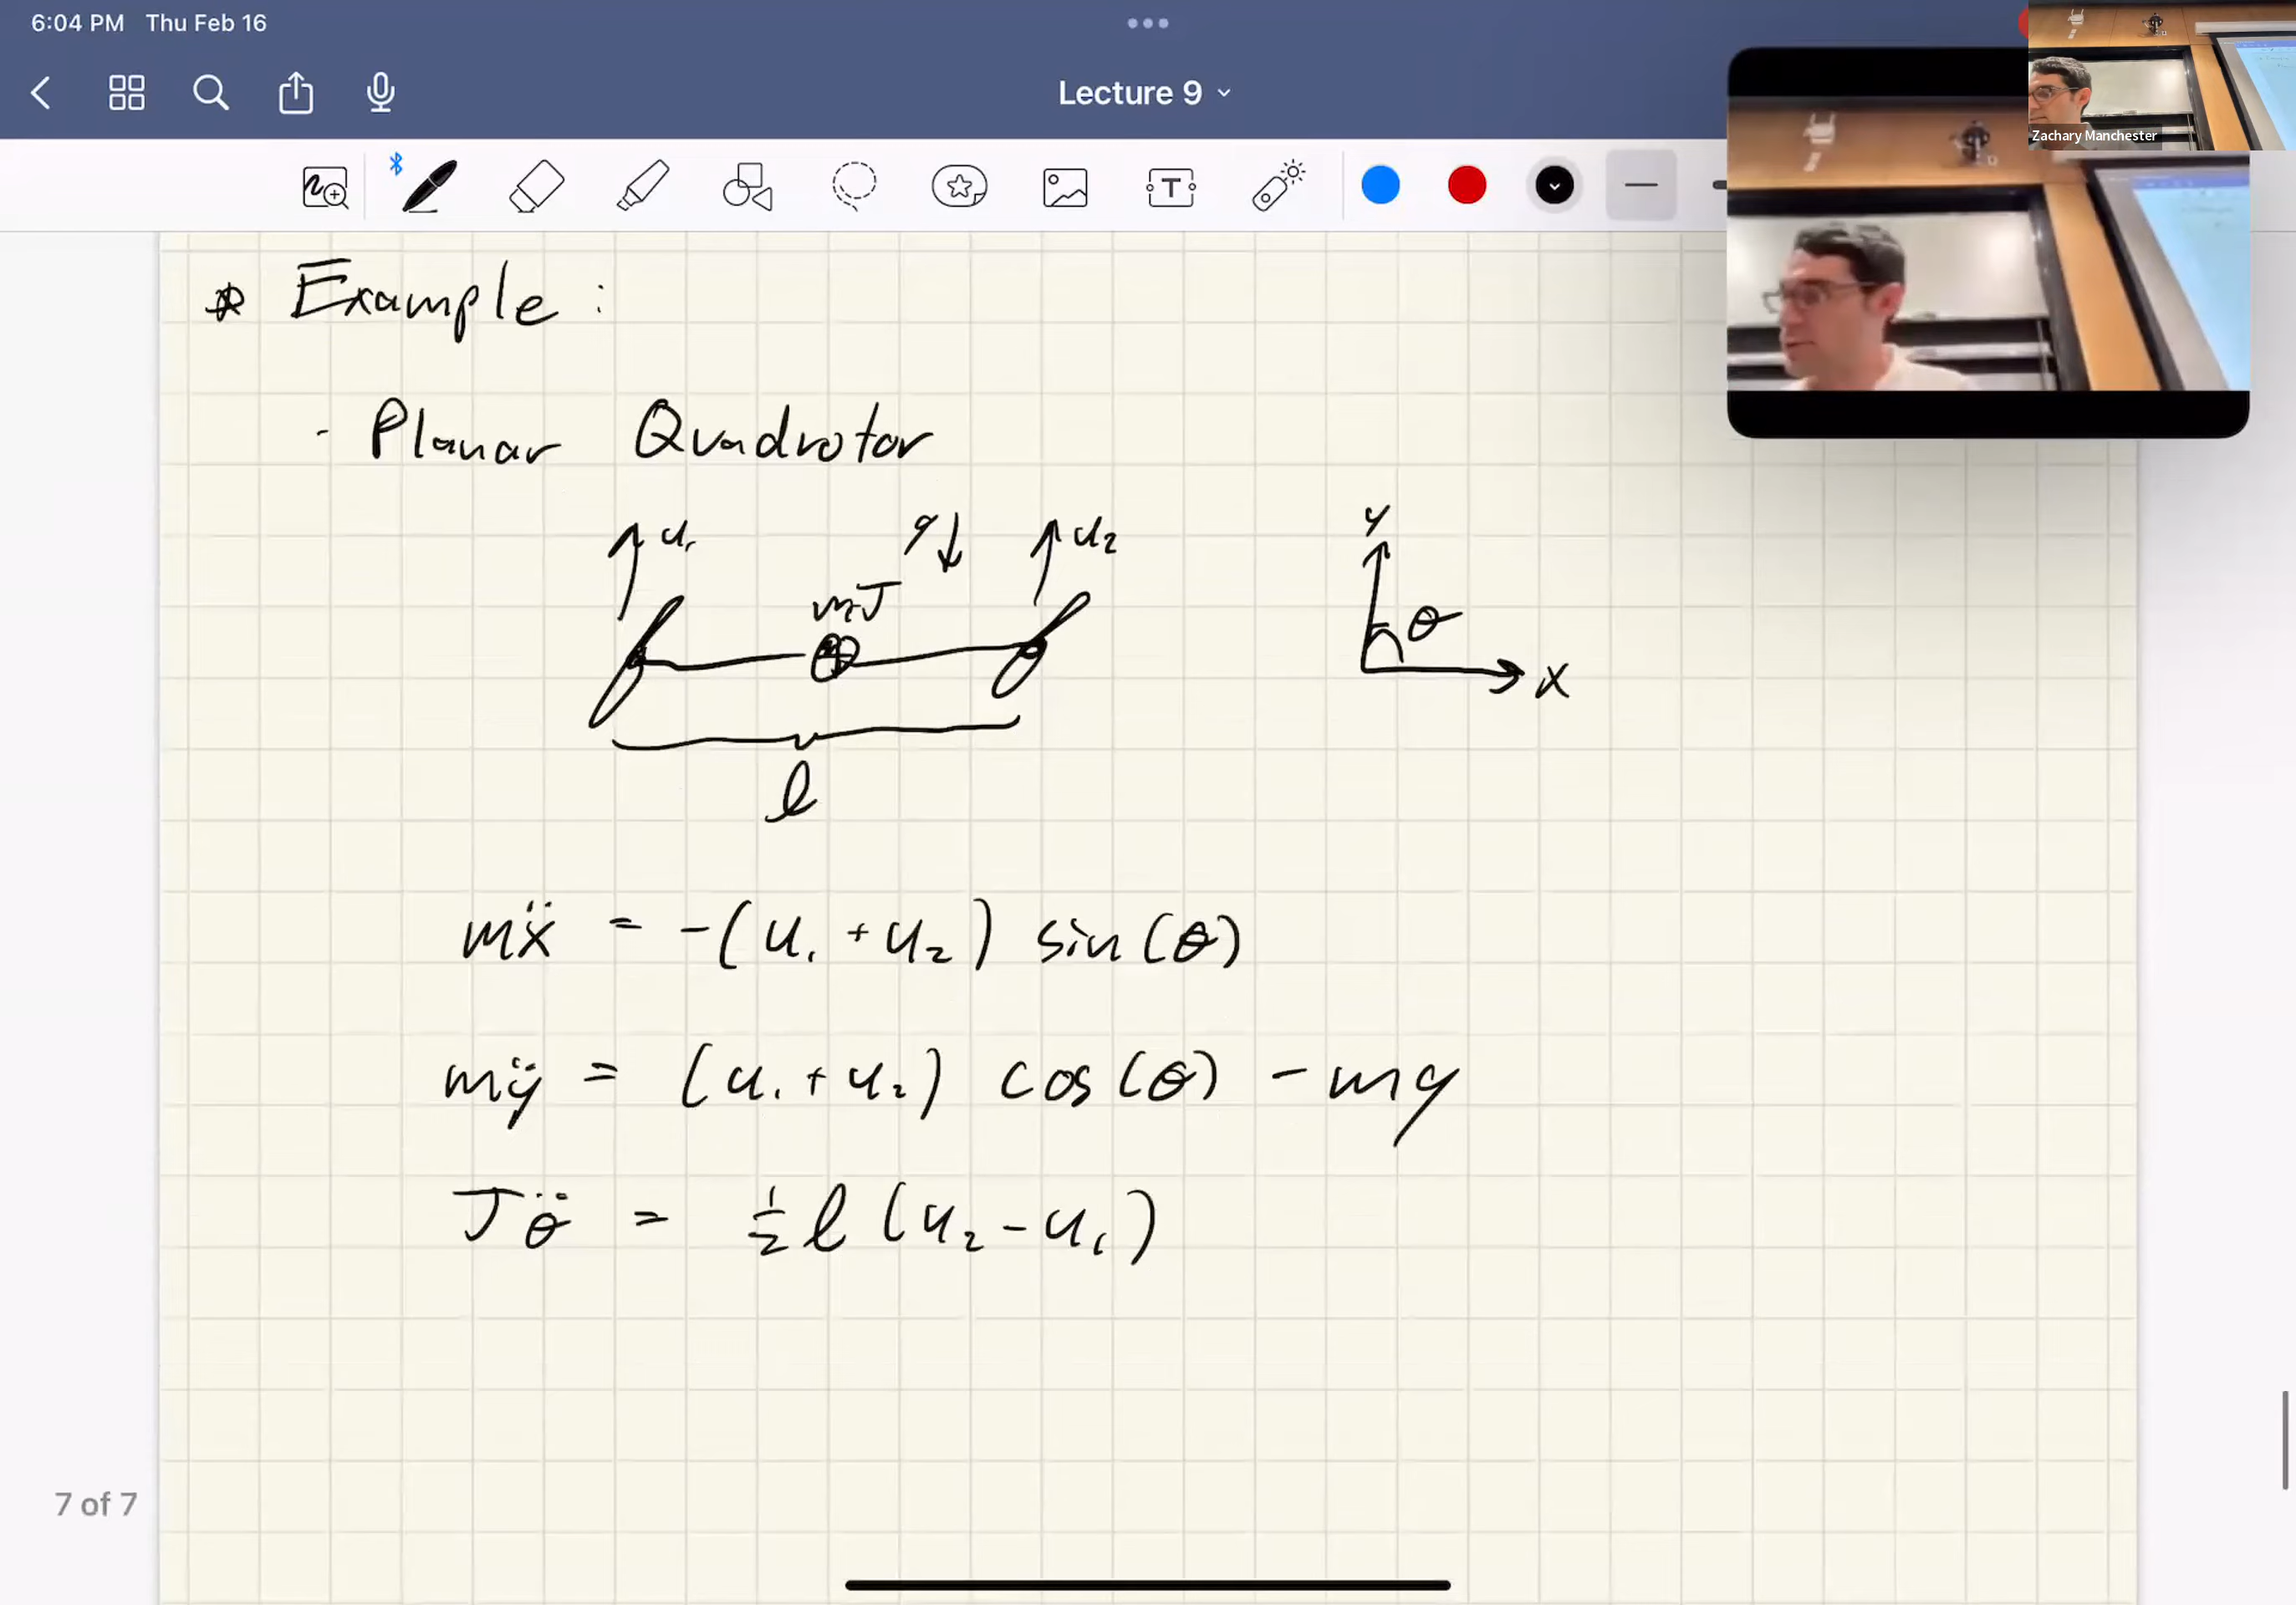 6:04 PM Thu Feb 16
Lecture 9
T
Zachary Manchester
* Example :
- Planar Quadrotor
u₁ g↓ u₂ y
m,J θ
x
l
mẍ = -(u₁ + u₂) sin(θ)
mÿ = (u₁ + u₂) cos(θ) - mg
Jθ̈ = ½ l (u₂ - u₁)
7 of 7